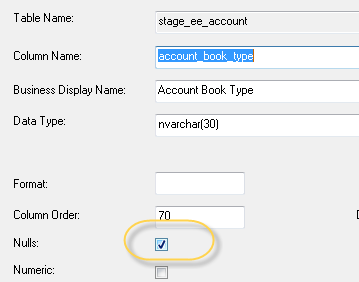 Table Name: stage_ee_account
Column Name: account_book_type
Business Display Name: Account Book Type
Data Type: nvarchar(30)
Format:
Column Order: 70
Nulls:
Numeric: